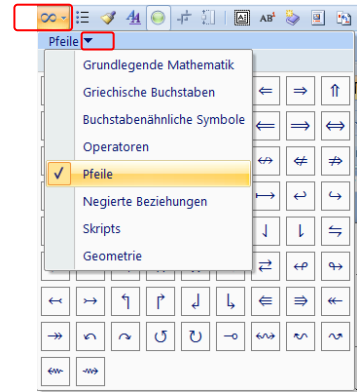 Pfeile
Grundlegende Mathematik
Griechische Buchstaben
Buchstabenähnliche Symbole
Operatoren
Pfeile
Negierte Beziehungen
Skripts
Geometrie